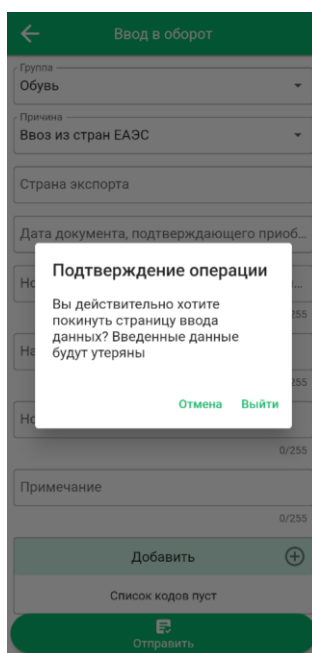 Ввод в оборот
Группа
Обувь
Причина
Ввоз из стран ЕАЭС
Страна экспорта
Дата документа, подтверждающего приоб...
Подтверждение операции
Вы действительно хотите
покинуть страницу ввода
данных? Введенные данные
будут утеряны
Отмена Выйти
0/255
Примечание
0/255
Добавить
Список кодов пуст
Отправить